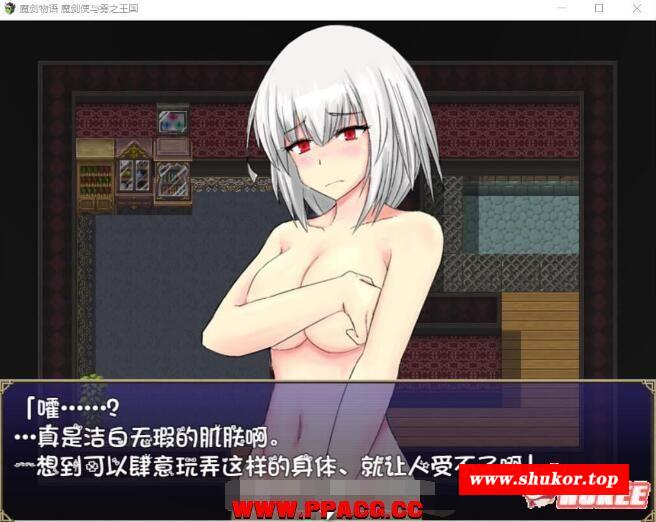 魔剑物语 魔剑使与雾之王国
「嚯……？
…真是洁白无瑕的肌肤啊。
一想到可以肆意玩弄这样的身体、就让人受不了啊！
www.shukor.top
WWW.PPACG.CC